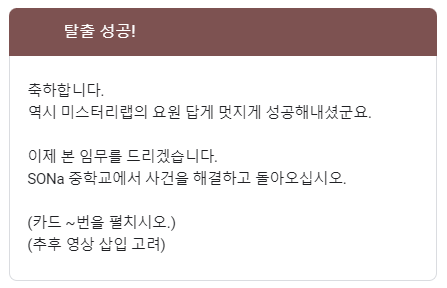 탈출 성공!
축하합니다.
역시 미스터리랩의 요원 답게 멋지게 성공해내셨군요.
이제 본 임무를 드리겠습니다.
SONa 중학교에서 사건을 해결하고 돌아오십시오.
(카드 ~번을 펼치시오.)
(추후 영상 삽입 고려)